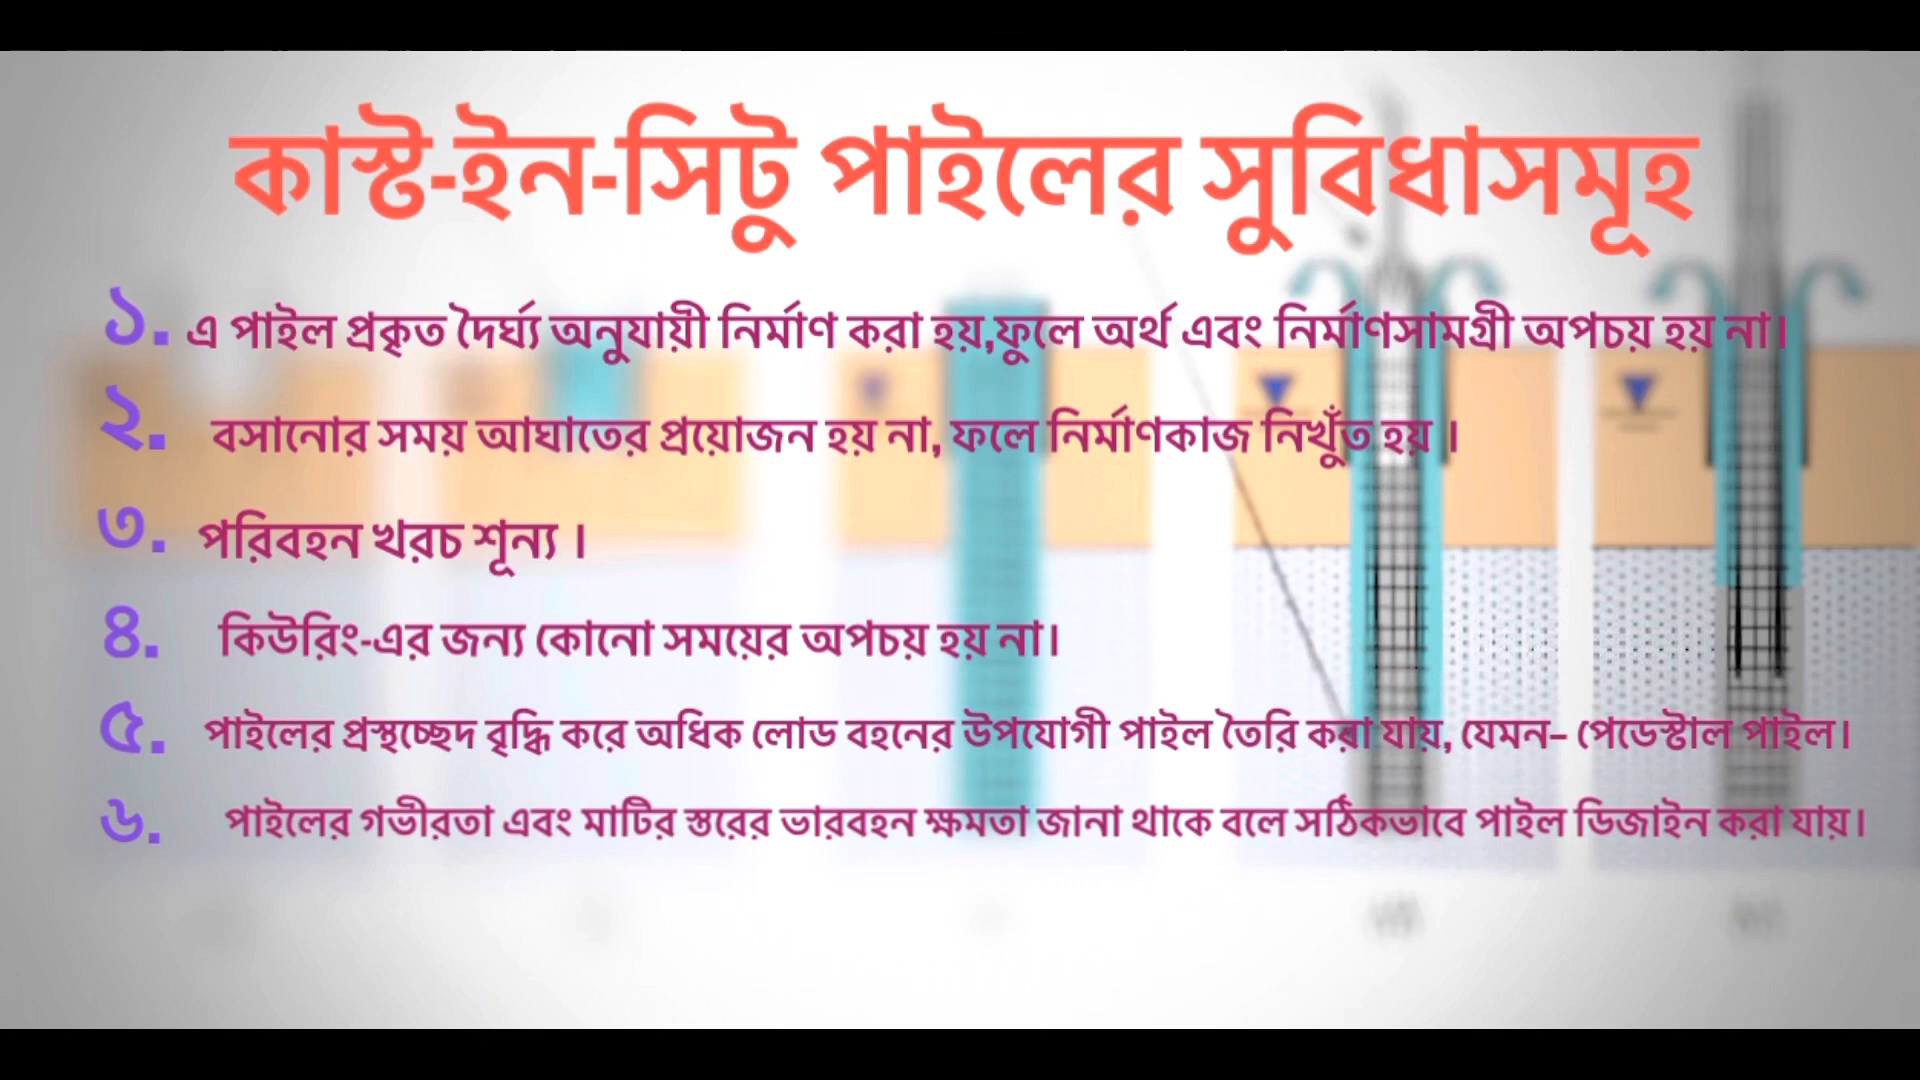 কাস্ট-ইন-সিটু পাইলের সুবিধাসমূহ
১. এ পাইল প্রকৃত দৈর্ঘ্য অনুযায়ী নির্মাণ করা হয়,ফুলে অর্থ এবং নির্মাণসামগ্রী অপচয় হয় না।
২. বসানোর সময় আঘাতের প্রয়োজন হয় না, ফলে নির্মাণকাজ নিখুঁত হয় ।
৩. পরিবহন খরচ শূন্য ।
৪. কিউরিং-এর জন্য কোনো সময়ের অপচয় হয় না।
৫. পাইলের প্রস্থচ্ছেদ বৃদ্ধি করে অধিক লোড বহনের উপযোগী পাইল তৈরি করা যায়, যেমন– পেডেস্টাল পাইল।
৬. পাইলের গভীরতা এবং মাটির স্তরের ভারবহন ক্ষমতা জানা থাকে বলে সঠিকভাবে পাইল ডিজাইন করা যায়।